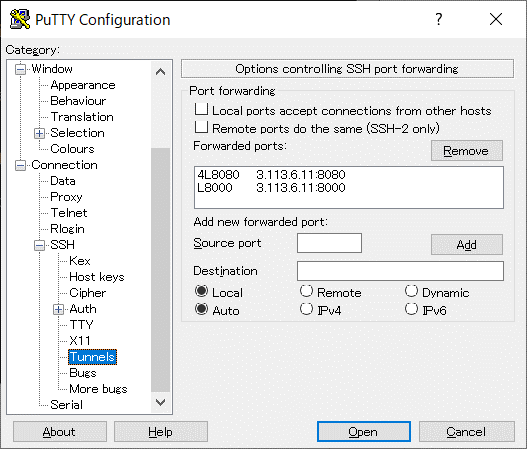 PuTTY Configuration
?
Category:
Window
Appearance
Behaviour
Translation
Selection
Colours
Connection
Data
Proxy
Telnet
Rlogin
SSH
Kex
Host keys
Cipher
Auth
TTY
X11
Tunnels
Bugs
More bugs
Serial
Options controlling SSH port forwarding
Port forwarding
Local ports accept connections from other hosts
Remote ports do the same (SSH-2 only)
Forwarded ports:
Remove
4L8080 3.113.6.11:8080
L8000 3.113.6.11:8000
Add new forwarded port:
Source port
Add
Destination
Local Remote Dynamic
Auto IPv4 IPv6
About Help Open Cancel